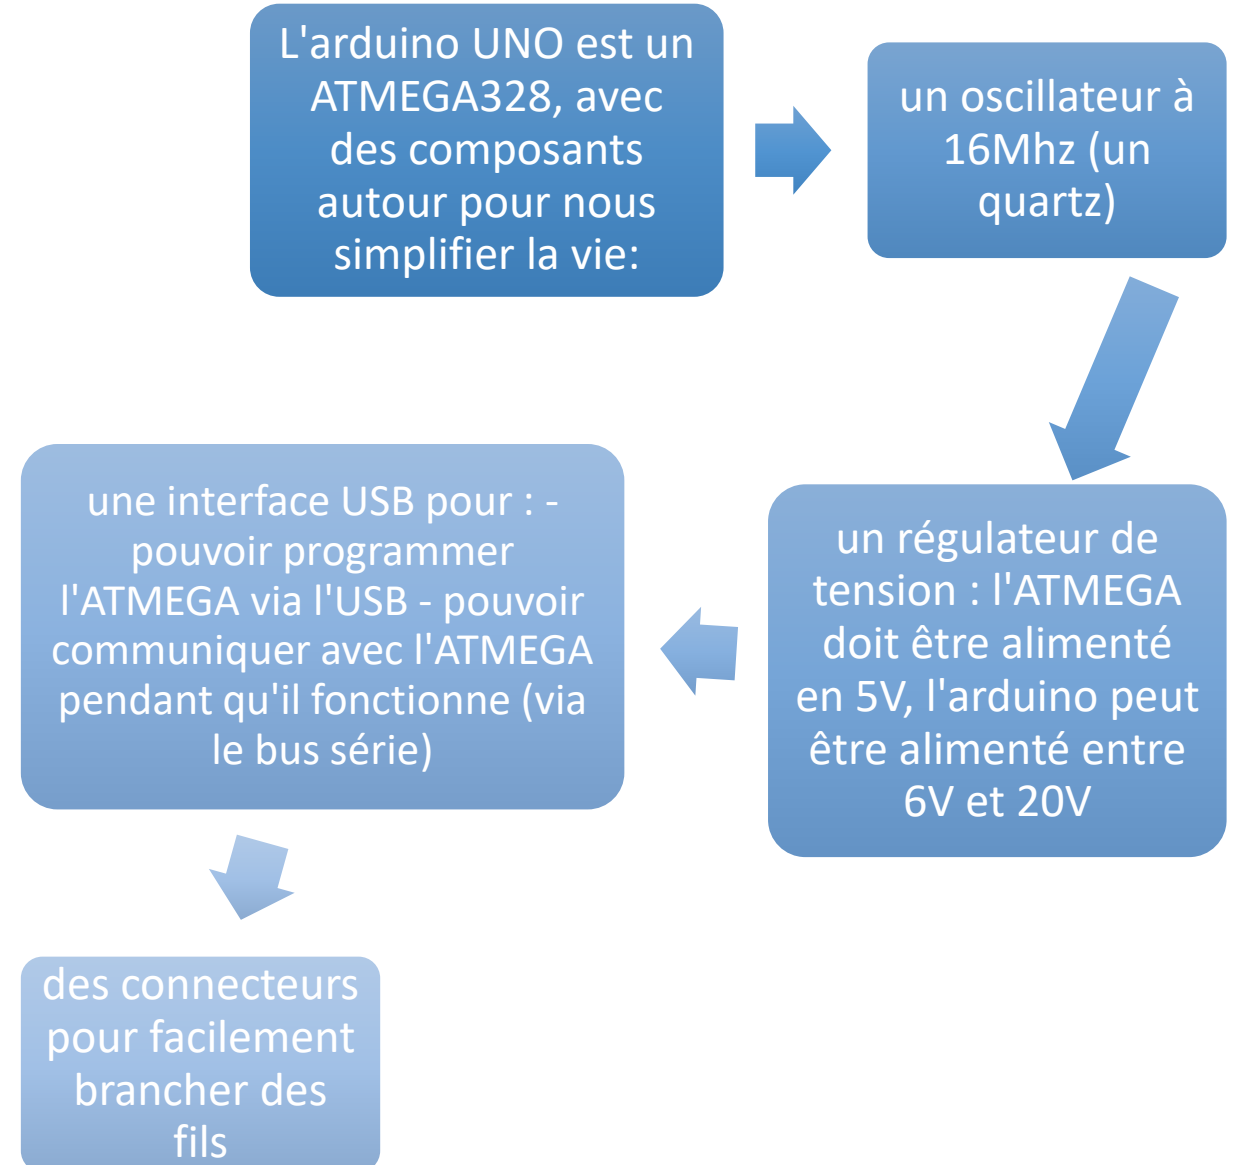 L'arduino UNO est un
ATMEGA328, avec
des composants
autour pour nous
simplifier la vie:
un oscillateur à
16Mhz (un
quartz)
un régulateur de
tension : l'ATMEGA
doit être alimenté
en 5V, l'arduino peut
être alimenté entre
6V et 20V
une interface USB pour : -
pouvoir programmer
l'ATMEGA via l'USB - pouvoir
communiquer avec l'ATMEGA
pendant qu'il fonctionne (via
le bus série)
des connecteurs
pour facilement
brancher des
fils